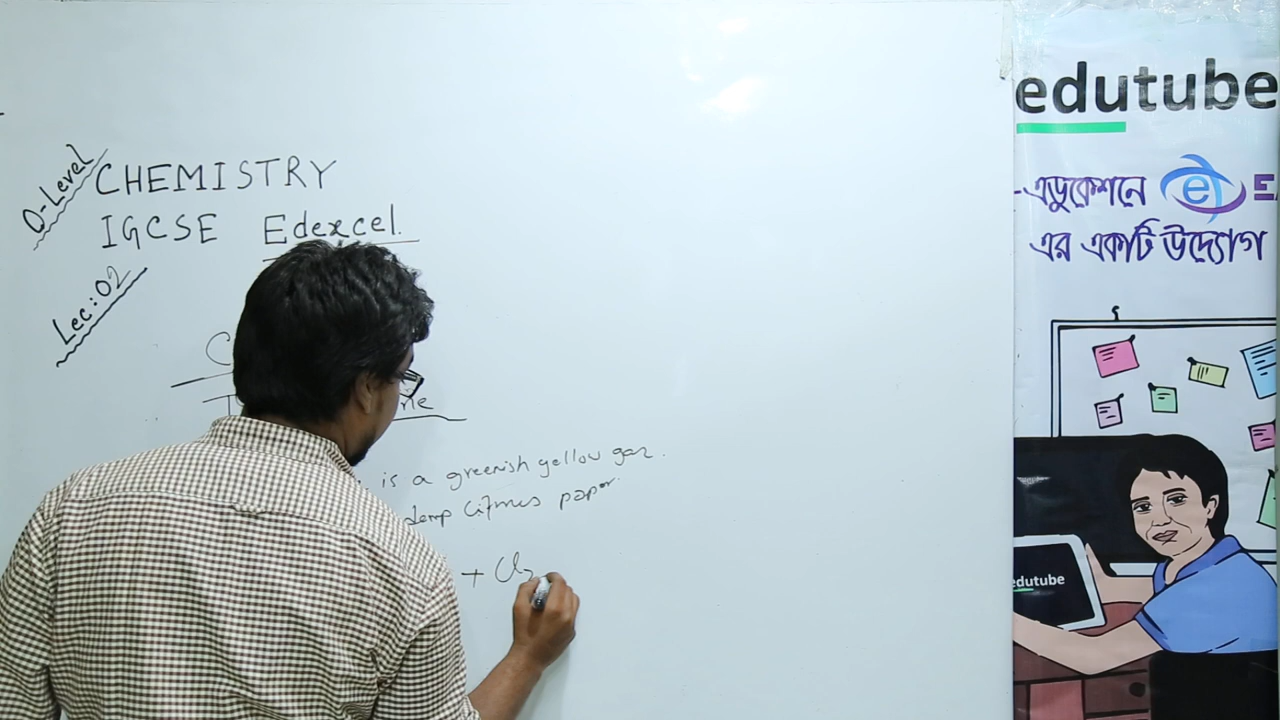 O-Level
CHEMISTRY
IGCSE Edexcel.
Lec: 02
is a greenish yellow gas.
damp litmus paper.
+ Cl2
edutube
-এডুকেশনে
এর একটি উদ্যোগ
edutube